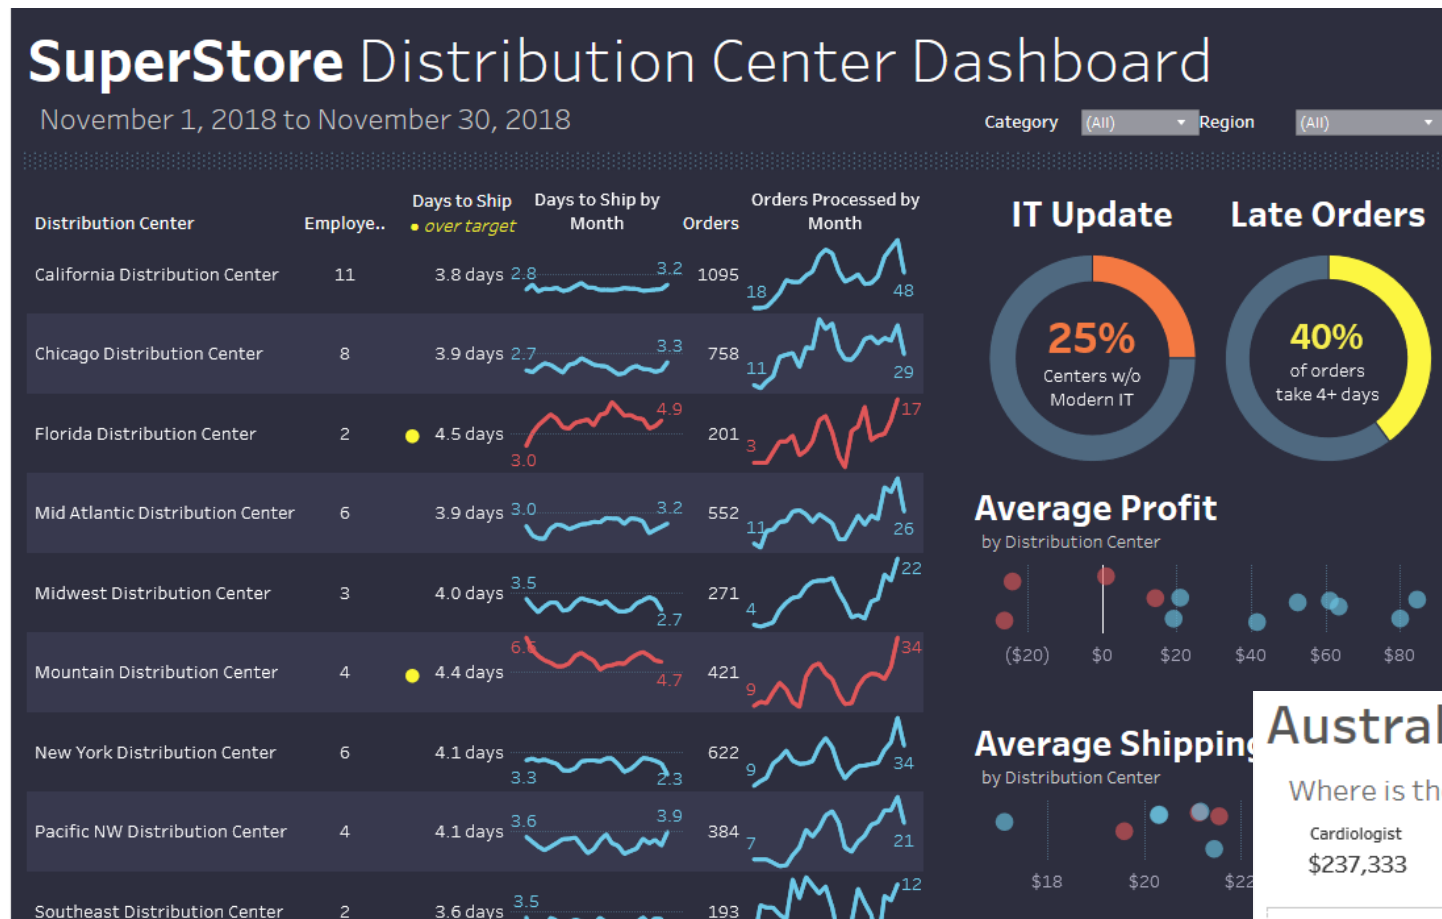 SuperStore Distribution Center Dashboard
November 1, 2018 to November 30, 2018
Category (All) Region (All)
Distribution Center Employe.. Days to Ship • over target Days to Ship by Month Orders Orders Processed by Month
California Distribution Center 11 3.8 days 2.8 3.2 1095 18 48
Chicago Distribution Center 8 3.9 days 2.7 3.3 758 11 29
Florida Distribution Center 2 4.5 days 3.0 4.9 201 3 17
Mid Atlantic Distribution Center 6 3.9 days 3.0 3.2 552 11 26
Midwest Distribution Center 3 4.0 days 3.5 2.7 271 4 22
Mountain Distribution Center 4 4.4 days 4.7 421 9 34
New York Distribution Center 6 4.1 days 3.3 2.3 622 9 34
Pacific NW Distribution Center 4 4.1 days 3.6 3.9 384 7 21
Southeast Distribution Center 2 3.6 days 3.5 193 12
IT Update
25%
Centers w/o
Modern IT
Late Orders
40%
of orders
take 4+ days
Average Profit
by Distribution Center
($20) $0 $20 $40 $60 $80
Average Shipping
by Distribution Center
$18 $20 $22
Austral
Where is th
Cardiologist
$237,333